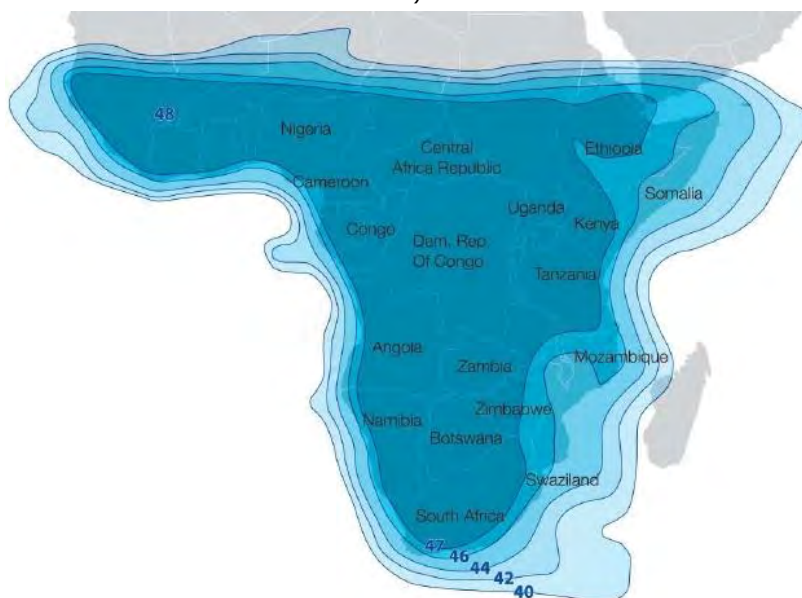 48
Nigeria
Central
Africa Republic
Ethiopia
Cameroon
Somalia
Uganda
Kenya
Congo
Dam. Rep.
Of Congo
Tanzania
Angola
Zambia
Mozambique
Zimbabwe
Namibia
Botswana
Swaziland
South Africa
47
46
44
42
40